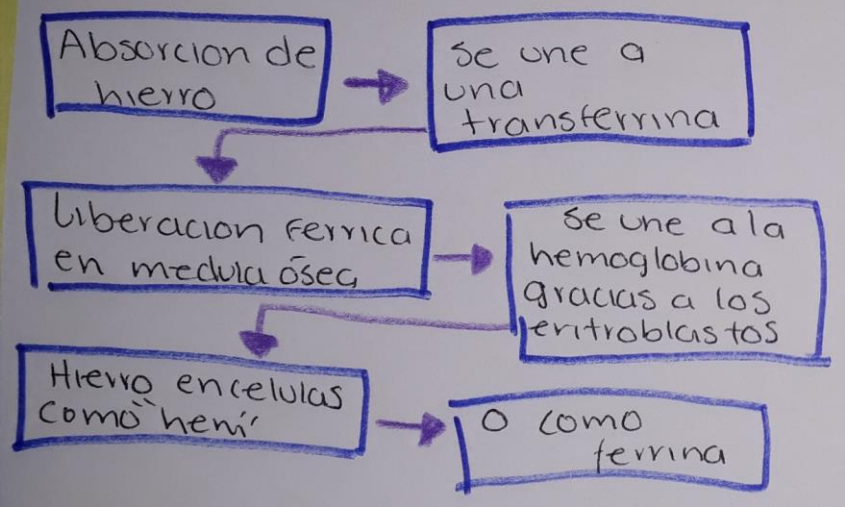 Absorcion de
hierro
se une a
una
transferrina
Liberacion ferrica
en medula ósea
se une a la
hemoglobina
gracias a los
eritroblastos
Hierro en celulas
como "hem"
O como
ferrina